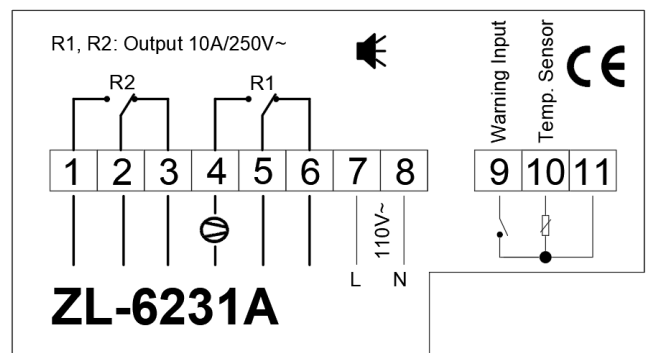 R1, R2: Output 10A/250V~
CE
Warning Input
Temp. Sensor
R2
R1
1 2 3 4 5 6 7 8
9 10 11
110V~
L N
ZL-6231A